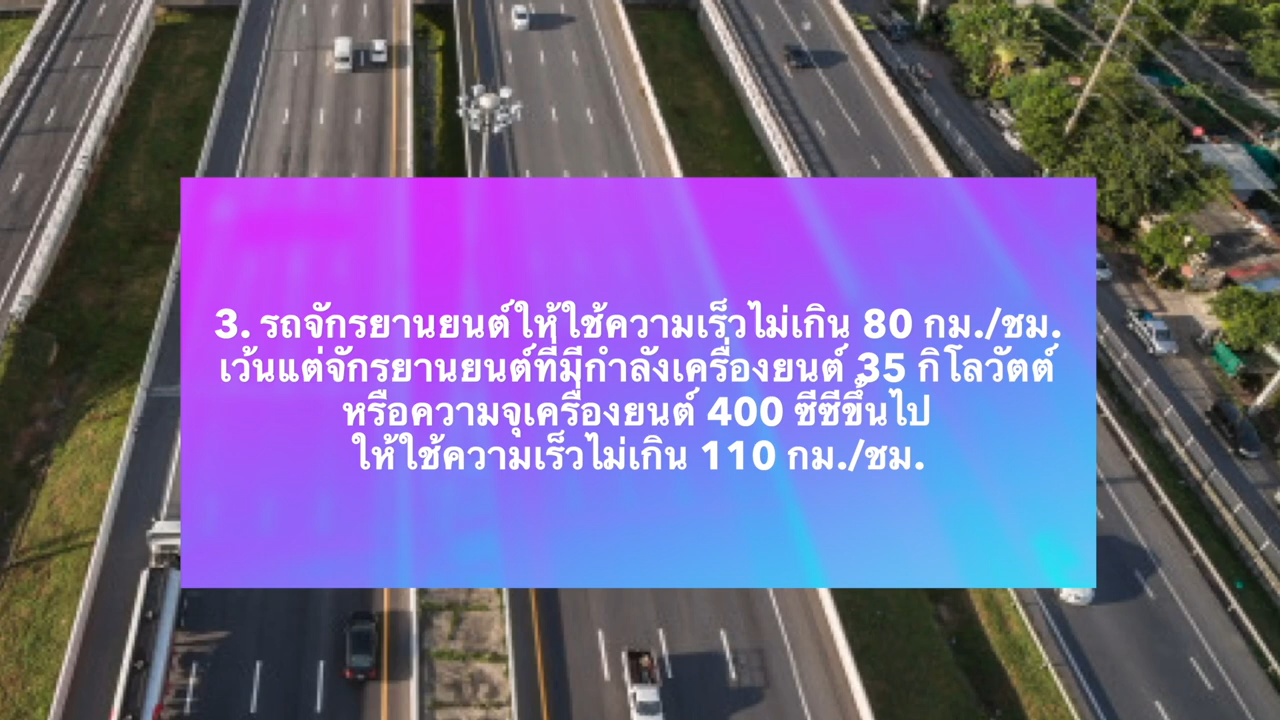 3. รถจักรยานยนต์ให้ใช้ความเร็วไม่เกิน 80 กม./ชม.
เว้นแต่จักรยานยนต์ที่มีกำลังเครื่องยนต์ 35 กิโลวัตต์
หรือความจุเครื่องยนต์ 400 ซีซีขึ้นไป
ให้ใช้ความเร็วไม่เกิน 110 กม./ชม.